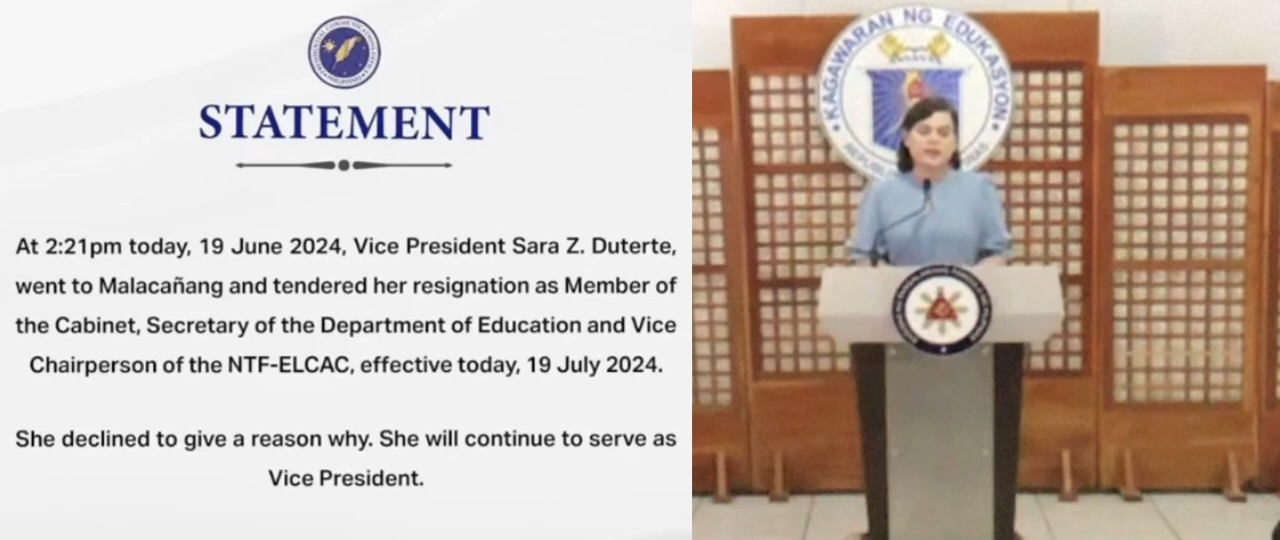 STATEMENT
At 2:21pm today, 19 June 2024, Vice President Sara Z. Duterte,
went to Malacañang and tendered her resignation as Member of
the Cabinet, Secretary of the Department of Education and Vice
Chairperson of the NTF-ELCAC, effective today, 19 July 2024.
She declined to give a reason why. She will continue to serve as
Vice President.
KAGAWARAN NG EDUKASYON